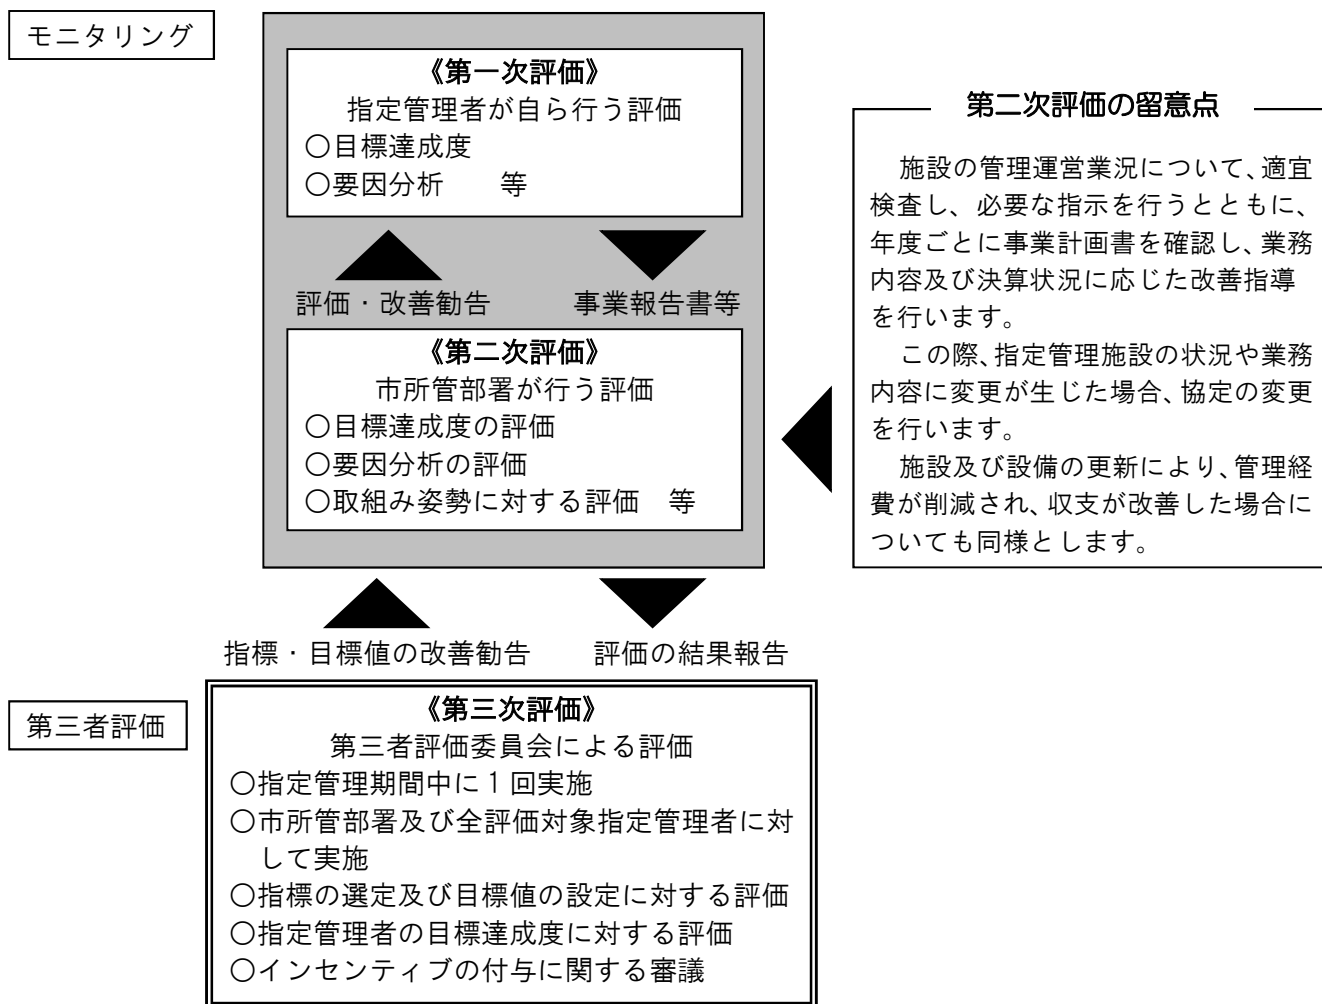 モニタリング
《第一次評価》
指定管理者が自ら行う評価
○目標達成度
○要因分析　　等
評価・改善勧告　　事業報告書等
《第二次評価》
市所管部署が行う評価
○目標達成度の評価
○要因分析の評価
○取組み姿勢に対する評価　等
第二次評価の留意点
施設の管理運営業況について、適宜
検査し、必要な指示を行うとともに、
年度ごとに事業計画書を確認し、業務
内容及び決算状況に応じた改善指導
を行います。
この際、指定管理施設の状況や業務
内容に変更が生じた場合、協定の変更
を行います。
施設及び設備の更新により、管理経
費が削減され、収支が改善した場合に
ついても同様とします。
指標・目標値の改善勧告　　評価の結果報告
第三者評価
《第三次評価》
第三者評価委員会による評価
○指定管理期間中に１回実施
○市所管部署及び全評価対象指定管理者に対
して実施
○指標の選定及び目標値の設定に対する評価
○指定管理者の目標達成度に対する評価
○インセンティブの付与に関する審議